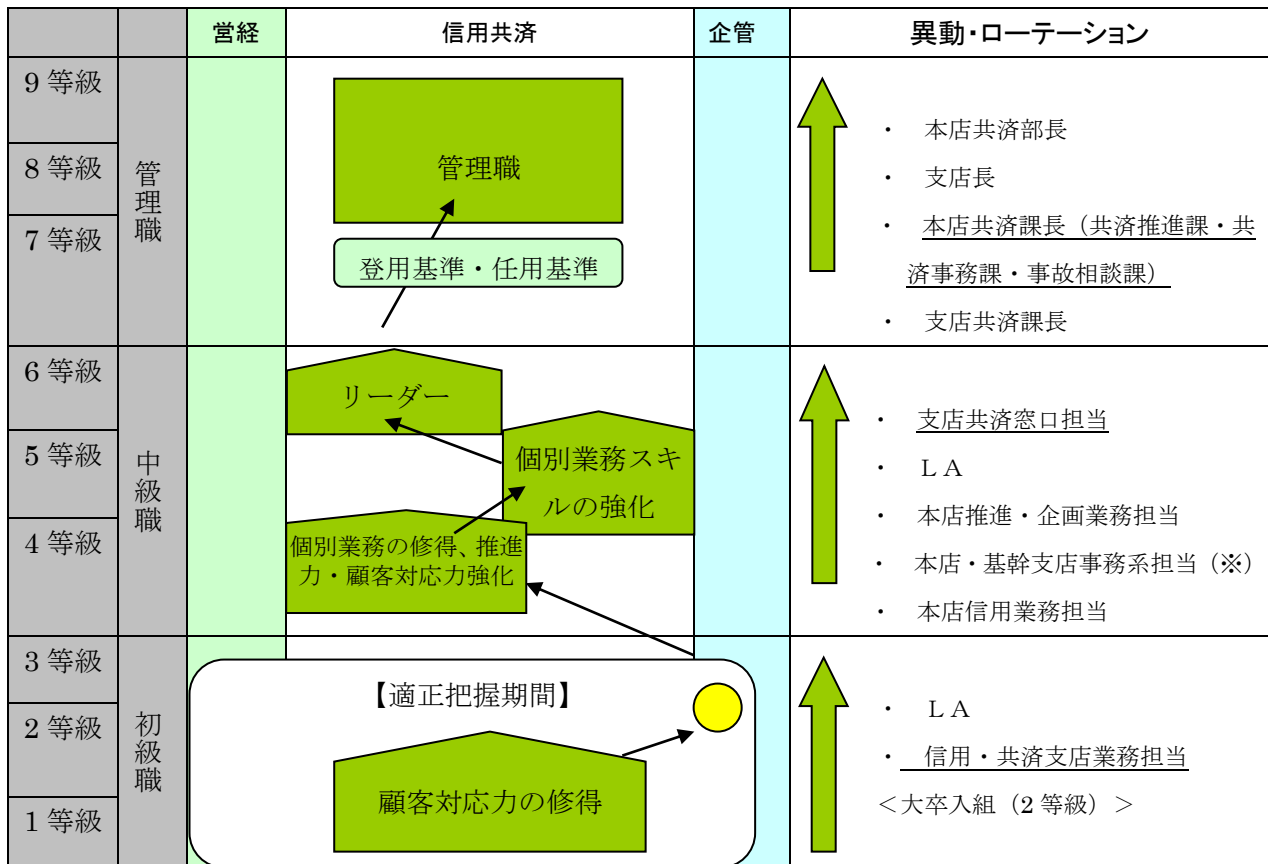 営経 信用共済 企管 異動・ローテーション
9 等級
8 等級
7 等級
管理職
管理職
登用基準・任用基準
・ 本店共済部長
・ 支店長
・ 本店共済課長（共済推進課・共
済事務課・事故相談課）
・ 支店共済課長
6 等級
5 等級
4 等級
中級職
リーダー
個別業務スキ
ルの強化
個別業務の修得、推進
力・顧客対応力強化
・ 支店共済窓口担当
・ ＬＡ
・ 本店推進・企画業務担当
・ 本店・基幹支店事務系担当（※）
・ 本店信用業務担当
3 等級
2 等級
1 等級
初級職
【適正把握期間】
顧客対応力の修得
・ ＬＡ
・ 信用・共済支店業務担当
＜大卒入組（2 等級）＞